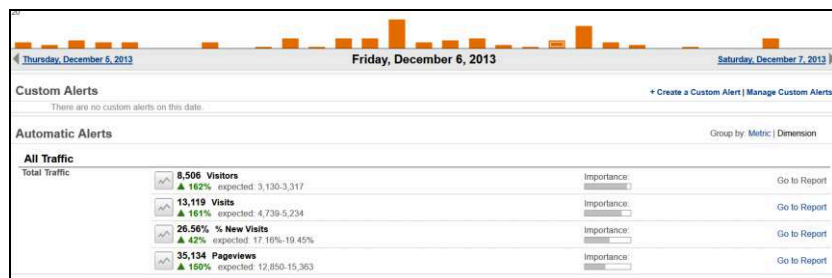 20
Thursday, December 5, 2013 Friday, December 6, 2013 Saturday, December 7, 2013
Custom Alerts + Create a Custom Alert | Manage Custom Alerts
There are no custom alerts on this date.
Automatic Alerts Group by: Metric | Dimension
All Traffic
Total Traffic 8,506 Visitors Importance: Go to Report
162% expected: 3,130-3,317
13,119 Visits Importance: Go to Report
161% expected: 4,739-5,234
26.56% % New Visits Importance: Go to Report
42% expected: 17.16%-19.45%
35,134 Pageviews Importance: Go to Report
150% expected: 12,850-15,363